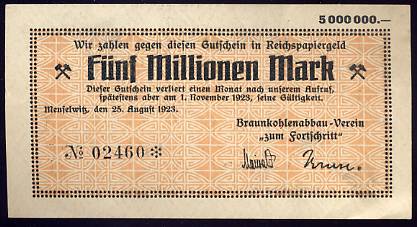 5 000 000.—
Wir zahlen gegen diesen Gutschein in Reichspapiergeld
Fünf Millionen Mark
Dieser Gutschein verliert einen Monat nach unserem Aufruf,
spätestens aber am 1. November 1923, seine Gültigkeit.
Meuselwitz, den 25. August 1923.
Braunkohlenabbau-Verein
"zum Fortschritt"
№ 02460 ✻